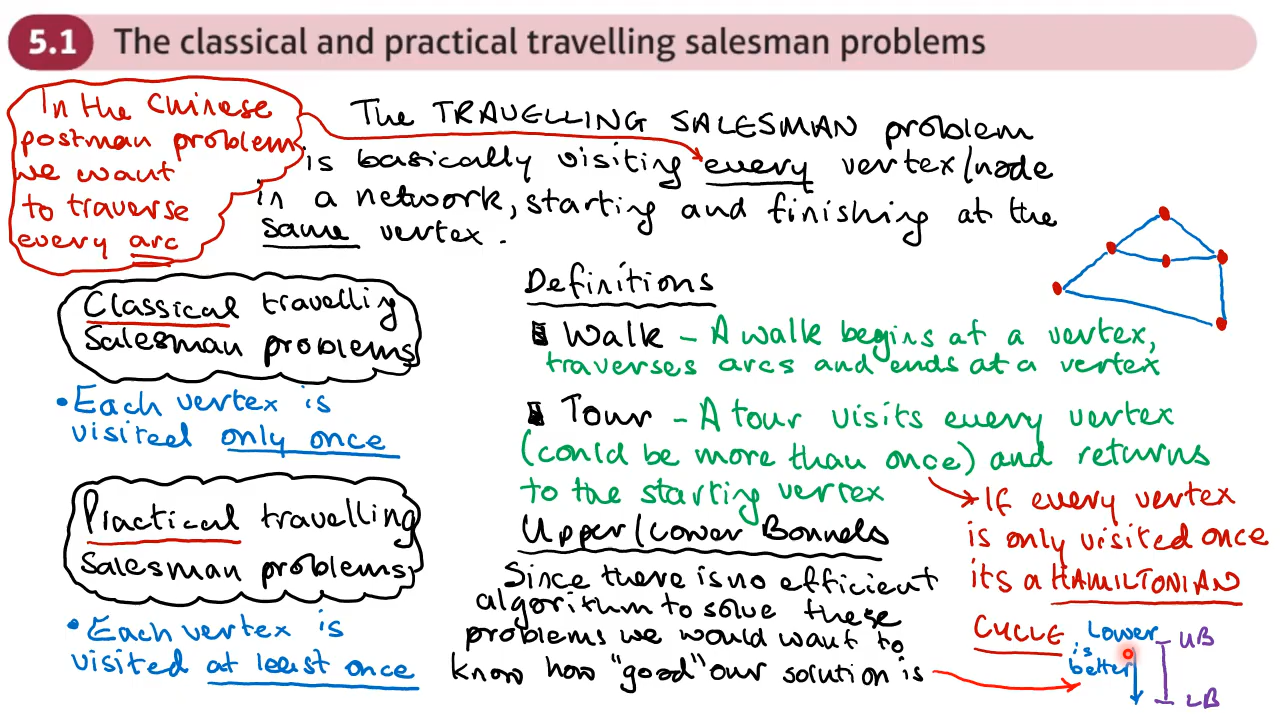 5.1 The classical and practical travelling salesman problems
In the Chinese
postman problem
we want
to traverse
every arc
The TRAVELLING SALESMAN problem
is basically visiting every vertex/node
in a network, starting and finishing at the
same vertex.
Classical travelling
Salesman problems
• Each vertex is
visited only once
Practical travelling
Salesman problems
• Each vertex is
visited at least once
Definitions
Walk - A walk begins at a vertex,
traverses arcs and ends at a vertex
Tour - A tour visits every vertex
(could be more than once) and returns
to the starting vertex
If every vertex
is only visited once
its a HAMILTONIAN
CYCLE
Upper/Lower Bounds
Since there is no efficient
algorithm to solve these
problems we would want to
know how "good" our solution is
Lower
is
better
UB
LB